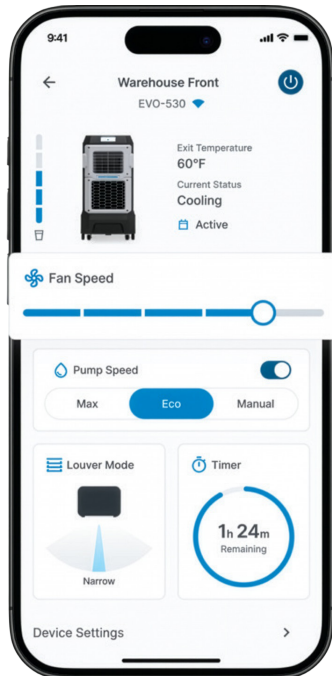 9:41
Warehouse Front
EVO-530
Exit Temperature
60°F
Current Status
Cooling
Active
Fan Speed
Pump Speed
Max Eco Manual
Louver Mode
Narrow
Timer
1h 24m
Remaining
Device Settings